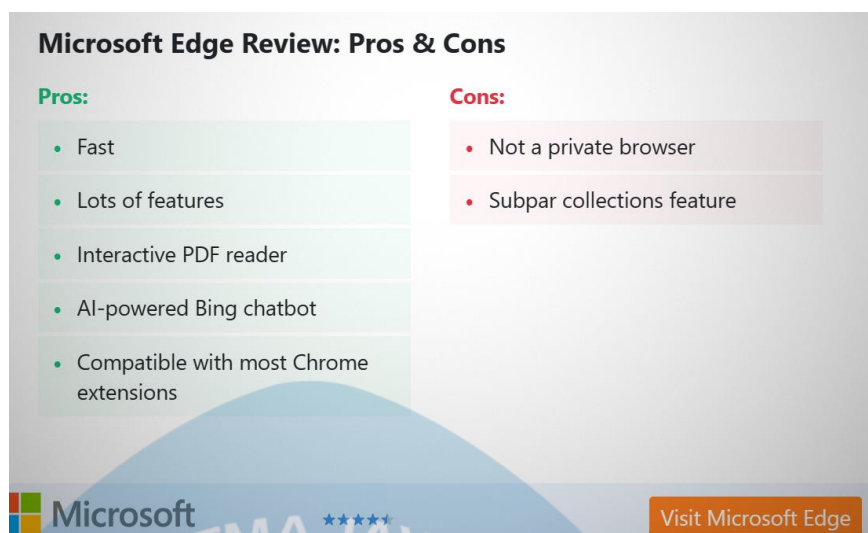 Microsoft Edge Review: Pros & Cons
Pros:
Fast
Lots of features
Interactive PDF reader
AI-powered Bing chatbot
Compatible with most Chrome
extensions
Cons:
Not a private browser
Subpar collections feature
Microsoft
Visit Microsoft Edge